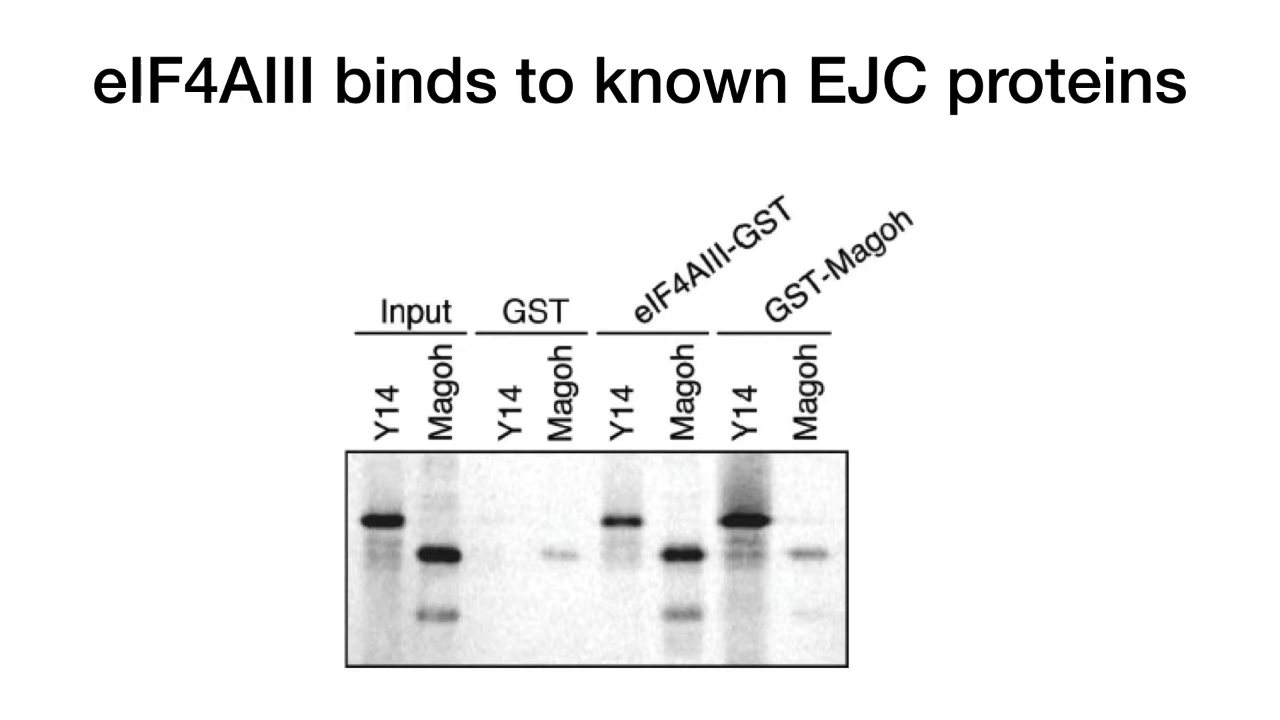 eIF4AIII binds to known EJC proteins
Input GST eIF4AIII-GST GST-Magoh
Y14 Magoh Y14 Magoh Y14 Magoh Y14 Magoh